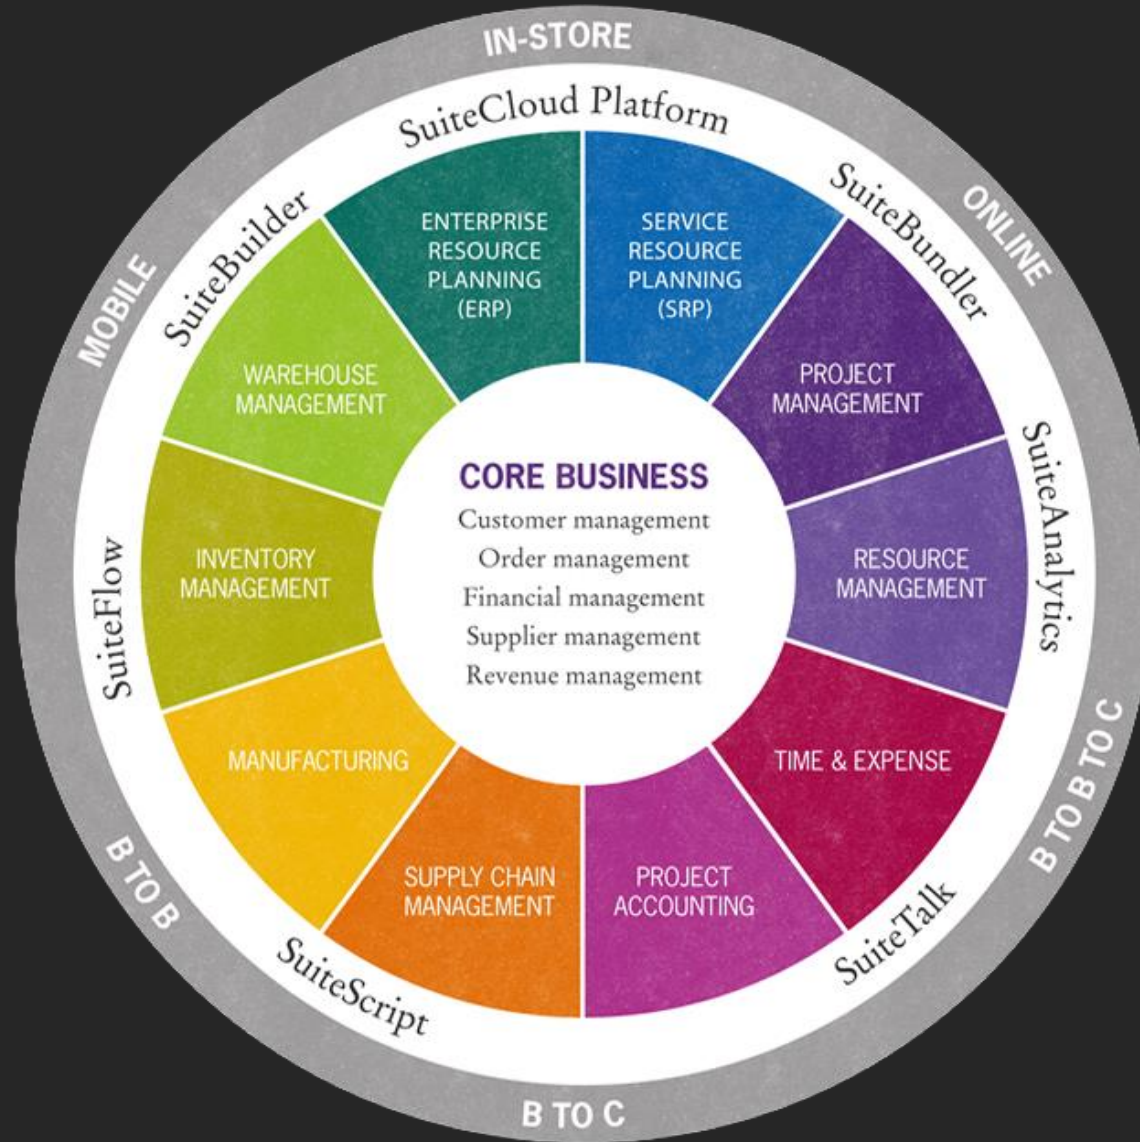 IN-STORE
SuiteCloud Platform
SuiteBuilder
SuiteBundler
ONLINE
MOBILE
ENTERPRISE
RESOURCE
PLANNING
(ERP)
SERVICE
RESOURCE
PLANNING
(SRP)
WAREHOUSE
MANAGEMENT
PROJECT
MANAGEMENT
CORE BUSINESS
Customer management
Order management
Financial management
Supplier management
Revenue management
SuiteFlow
INVENTORY
MANAGEMENT
RESOURCE
MANAGEMENT
SuiteAnalytics
MANUFACTURING
TIME & EXPENSE
B TO B TO C
B TO B
SUPPLY CHAIN
MANAGEMENT
PROJECT
ACCOUNTING
SuiteScript
SuiteTalk
B TO C